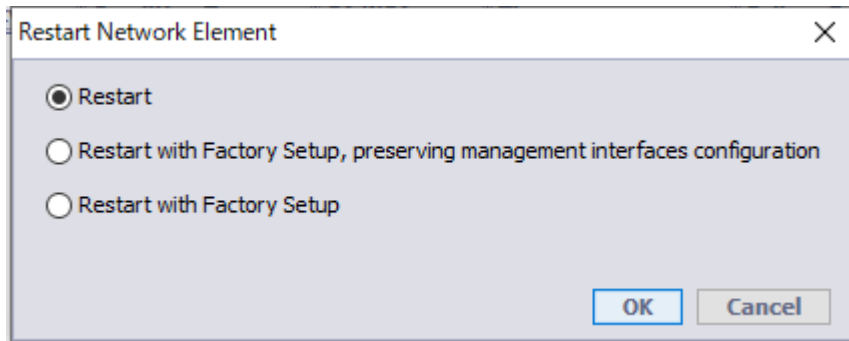 Restart Network Element
Restart
Restart with Factory Setup, preserving management interfaces configuration
Restart with Factory Setup
OK Cancel